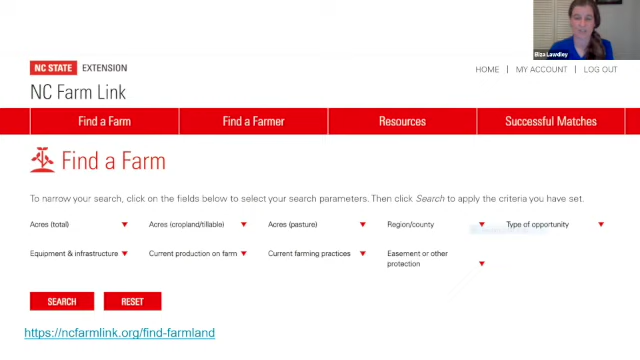 Elza Lawdley
NC STATE EXTENSION
HOME | MY ACCOUNT | LOG OUT
NC Farm Link
Find a Farm Find a Farmer Resources Successful Matches
Find a Farm
To narrow your search, click on the fields below to select your search parameters. Then click Search to apply the criteria you have set.
Acres (total) Acres (cropland/tillable) Acres (pasture) Region/county Type of opportunity
Equipment & infrastructure Current production on farm Current farming practices Easement or other
protection
SEARCH RESET
https://ncfarmlink.org/find-farmland